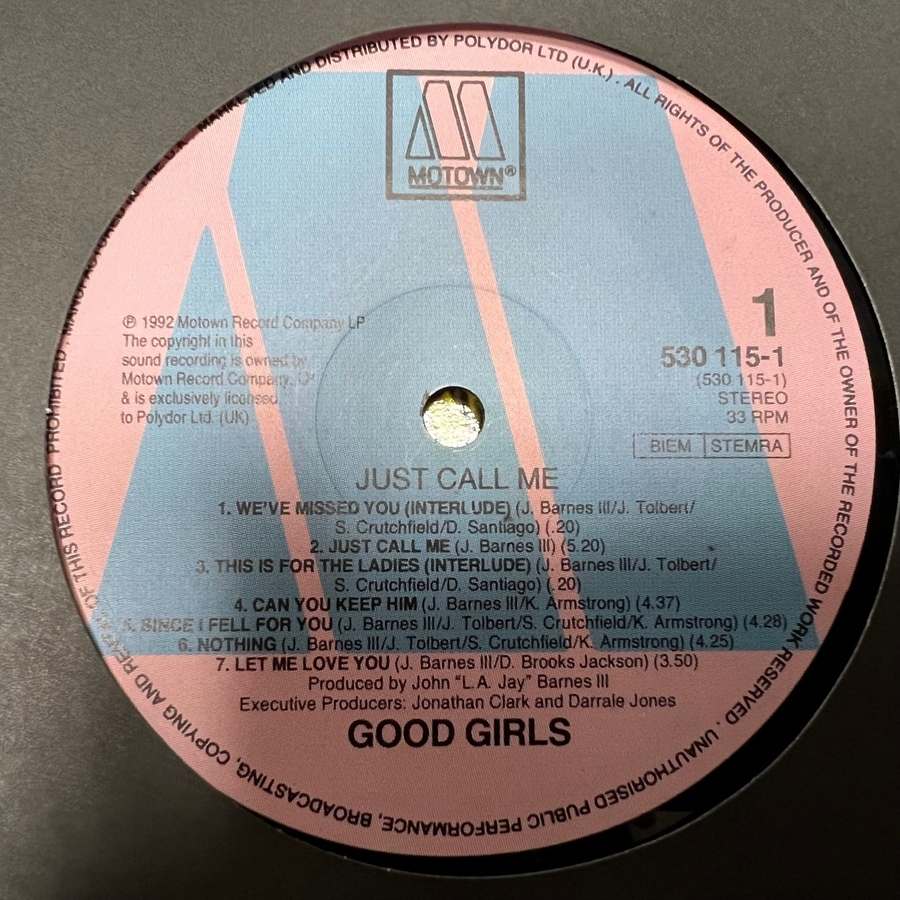 MANUFACTURED IN THE U.K. MARKETED AND DISTRIBUTED BY POLYDOR LTD (U.K.) . ALL RIGHTS OF THE PRODUCER AND OF THE OWNER OF THE RECORDED WORK RESERVED . UNAUTHORISED PUBLIC PERFORMANCE, BROADCASTING, COPYING AND OF THIS RECORD PROHIBITED .
MOTOWN®
℗ 1992 Motown Record Company LP
The copyright in this
sound recording is owned by
Motown Record Company,
& is exclusively licensed
to Polydor Ltd. (UK)
1
530 115-1
(530 115-1)
STEREO
33 RPM
BIEM STEMRA
JUST CALL ME
1. WE'VE MISSED YOU (INTERLUDE) (J. Barnes III/J. Tolbert/
S. Crutchfield/D. Santiago) (.20)
2. JUST CALL ME (J. Barnes III) (5.20)
3. THIS IS FOR THE LADIES (INTERLUDE) (J. Barnes III/J. Tolbert/
S. Crutchfield/D. Santiago) (.20)
4. CAN YOU KEEP HIM (J. Barnes III/K. Armstrong) (4.37)
5. SINCE I FELL FOR YOU (J. Barnes III/J. Tolbert/S. Crutchfield/K. Armstrong) (4.28)
6. NOTHING (J. Barnes III/J. Tolbert/S. Crutchfield/K. Armstrong) (4.25)
7. LET ME LOVE YOU (J. Barnes III/D. Brooks Jackson) (3.50)
Produced by John "L.A. Jay" Barnes III
Executive Producers: Jonathan Clark and Darrale Jones
GOOD GIRLS